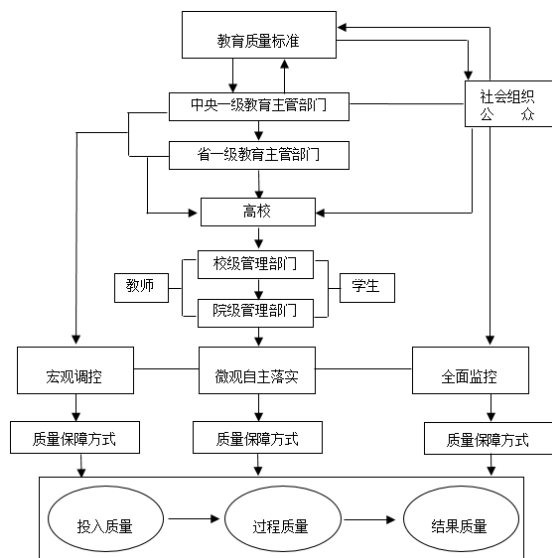 教育质量标准
中央一级教育主管部门
社会组织
公 众
省一级教育主管部门
高校
校级管理部门
教师
学生
院级管理部门
宏观调控
微观自主落实
全面监控
质量保障方式
质量保障方式
质量保障方式
投入质量
过程质量
结果质量